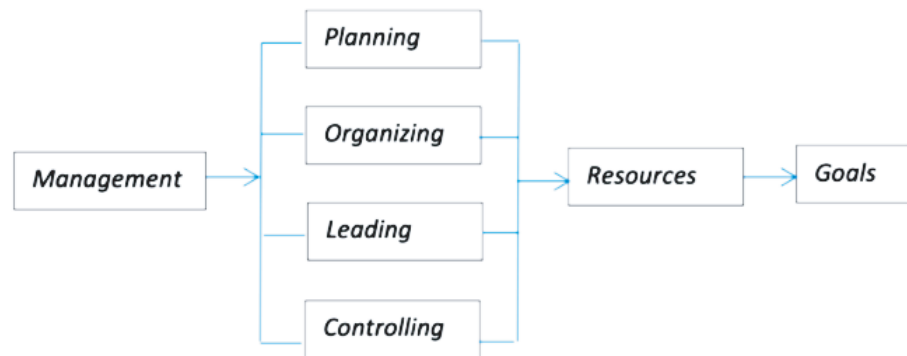 Management
Planning
Organizing
Leading
Controlling
Resources
Goals